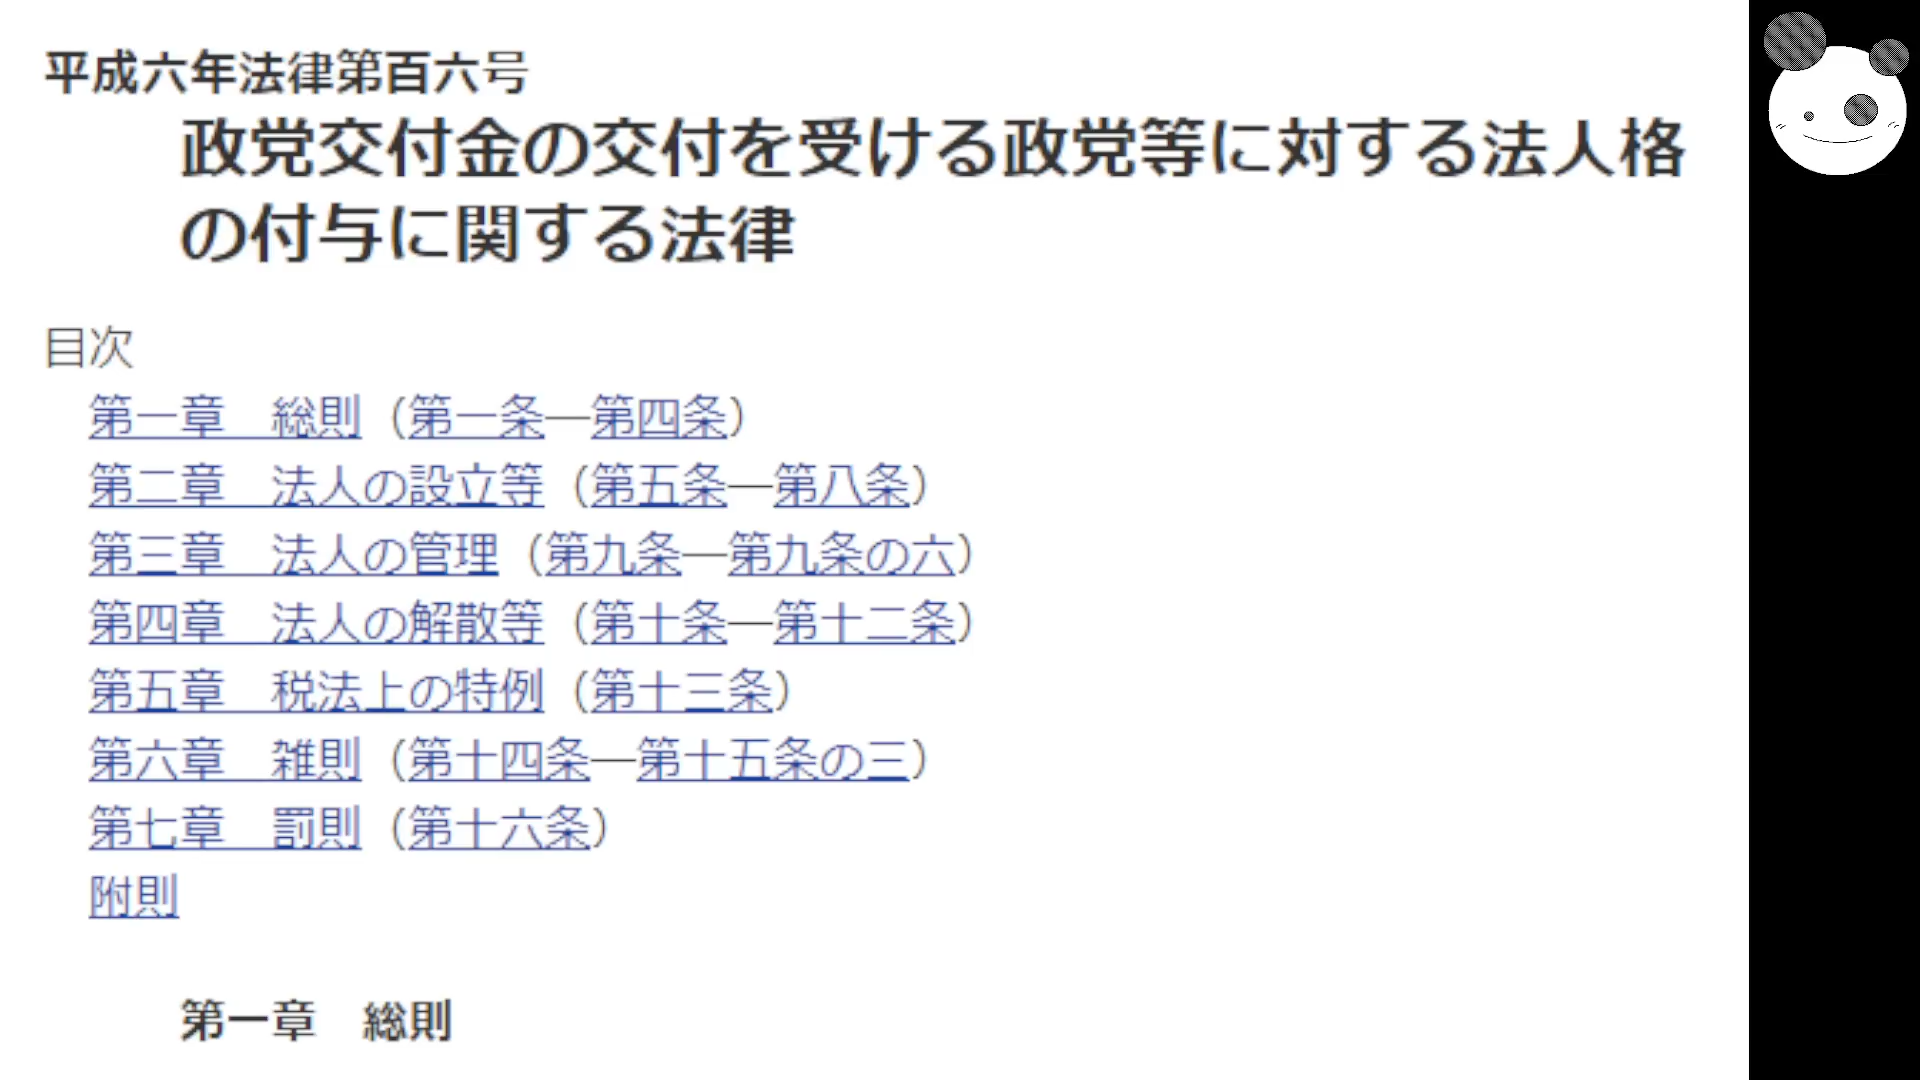 平成六年法律第百六号
政党交付金の交付を受ける政党等に対する法人格
の付与に関する法律
目次
第一章　総則（第一条―第四条）
第二章　法人の設立等（第五条―第八条）
第三章　法人の管理（第九条―第九条の六）
第四章　法人の解散等（第十条―第十二条）
第五章　税法上の特例（第十三条）
第六章　雑則（第十四条―第十五条の三）
第七章　罰則（第十六条）
附則
第一章　総則